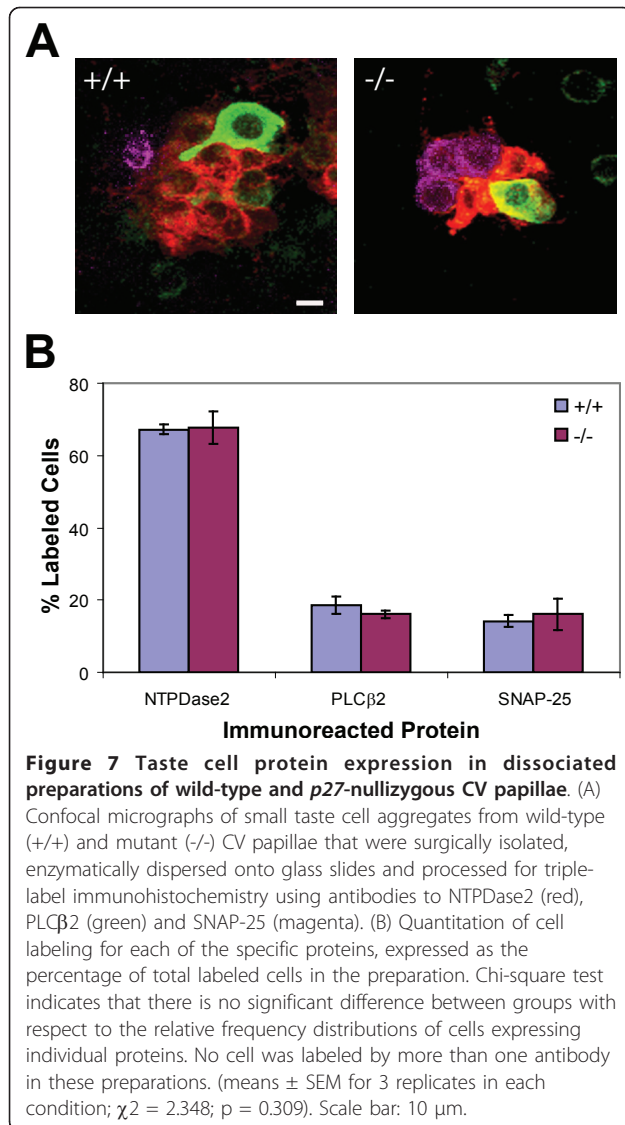 A
+/+
-/-
B
80
60
40
20
0
% Labeled Cells
+/+
-/-
NTPDase2 PLCβ2 SNAP-25
Immunoreacted Protein
Figure 7 Taste cell protein expression in dissociated
preparations of wild-type and p27-nullizygous CV papillae. (A)
Confocal micrographs of small taste cell aggregates from wild-type
(+/+) and mutant (-/-) CV papillae that were surgically isolated,
enzymatically dispersed onto glass slides and processed for triple-
label immunohistochemistry using antibodies to NTPDase2 (red),
PLCβ2 (green) and SNAP-25 (magenta). (B) Quantitation of cell
labeling for each of the specific proteins, expressed as the
percentage of total labeled cells in the preparation. Chi-square test
indicates that there is no significant difference between groups with
respect to the relative frequency distributions of cells expressing
individual proteins. No cell was labeled by more than one antibody
in these preparations. (means ± SEM for 3 replicates in each
condition; χ2 = 2.348; p = 0.309). Scale bar: 10 μm.